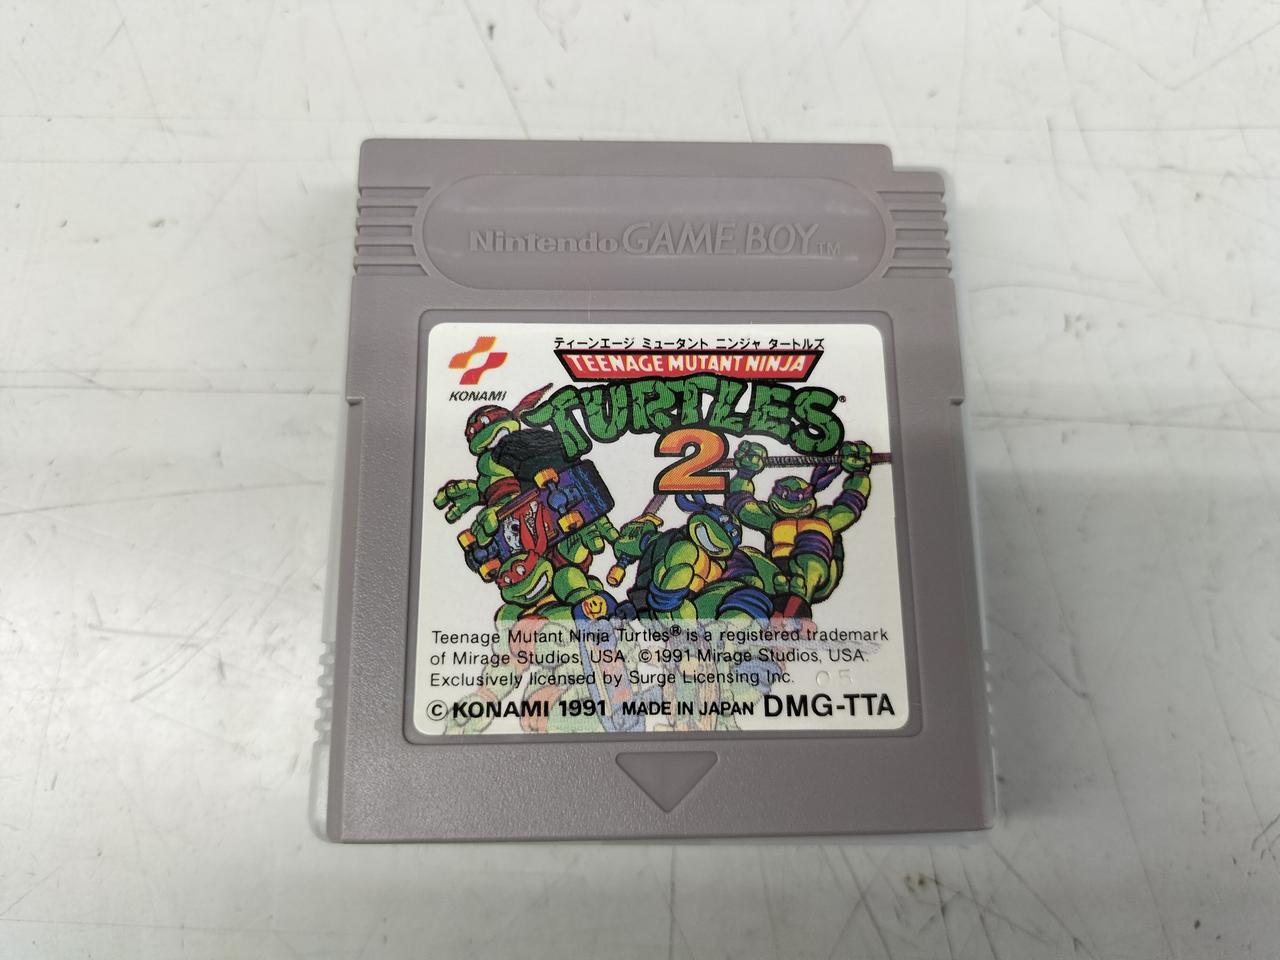 Nintendo GAME BOY TM
KONAMI
ティーンエージ ミュータント ニンジャ タートルズ
TEENAGE MUTANT NINJA
TURTLES®
2
Teenage Mutant Ninja Turtles® is a registered trademark
of Mirage Studios, USA. ©1991 Mirage Studios, USA.
Exclusively licensed by Surge Licensing Inc.
05
© KONAMI 1991 MADE IN JAPAN DMG-TTA